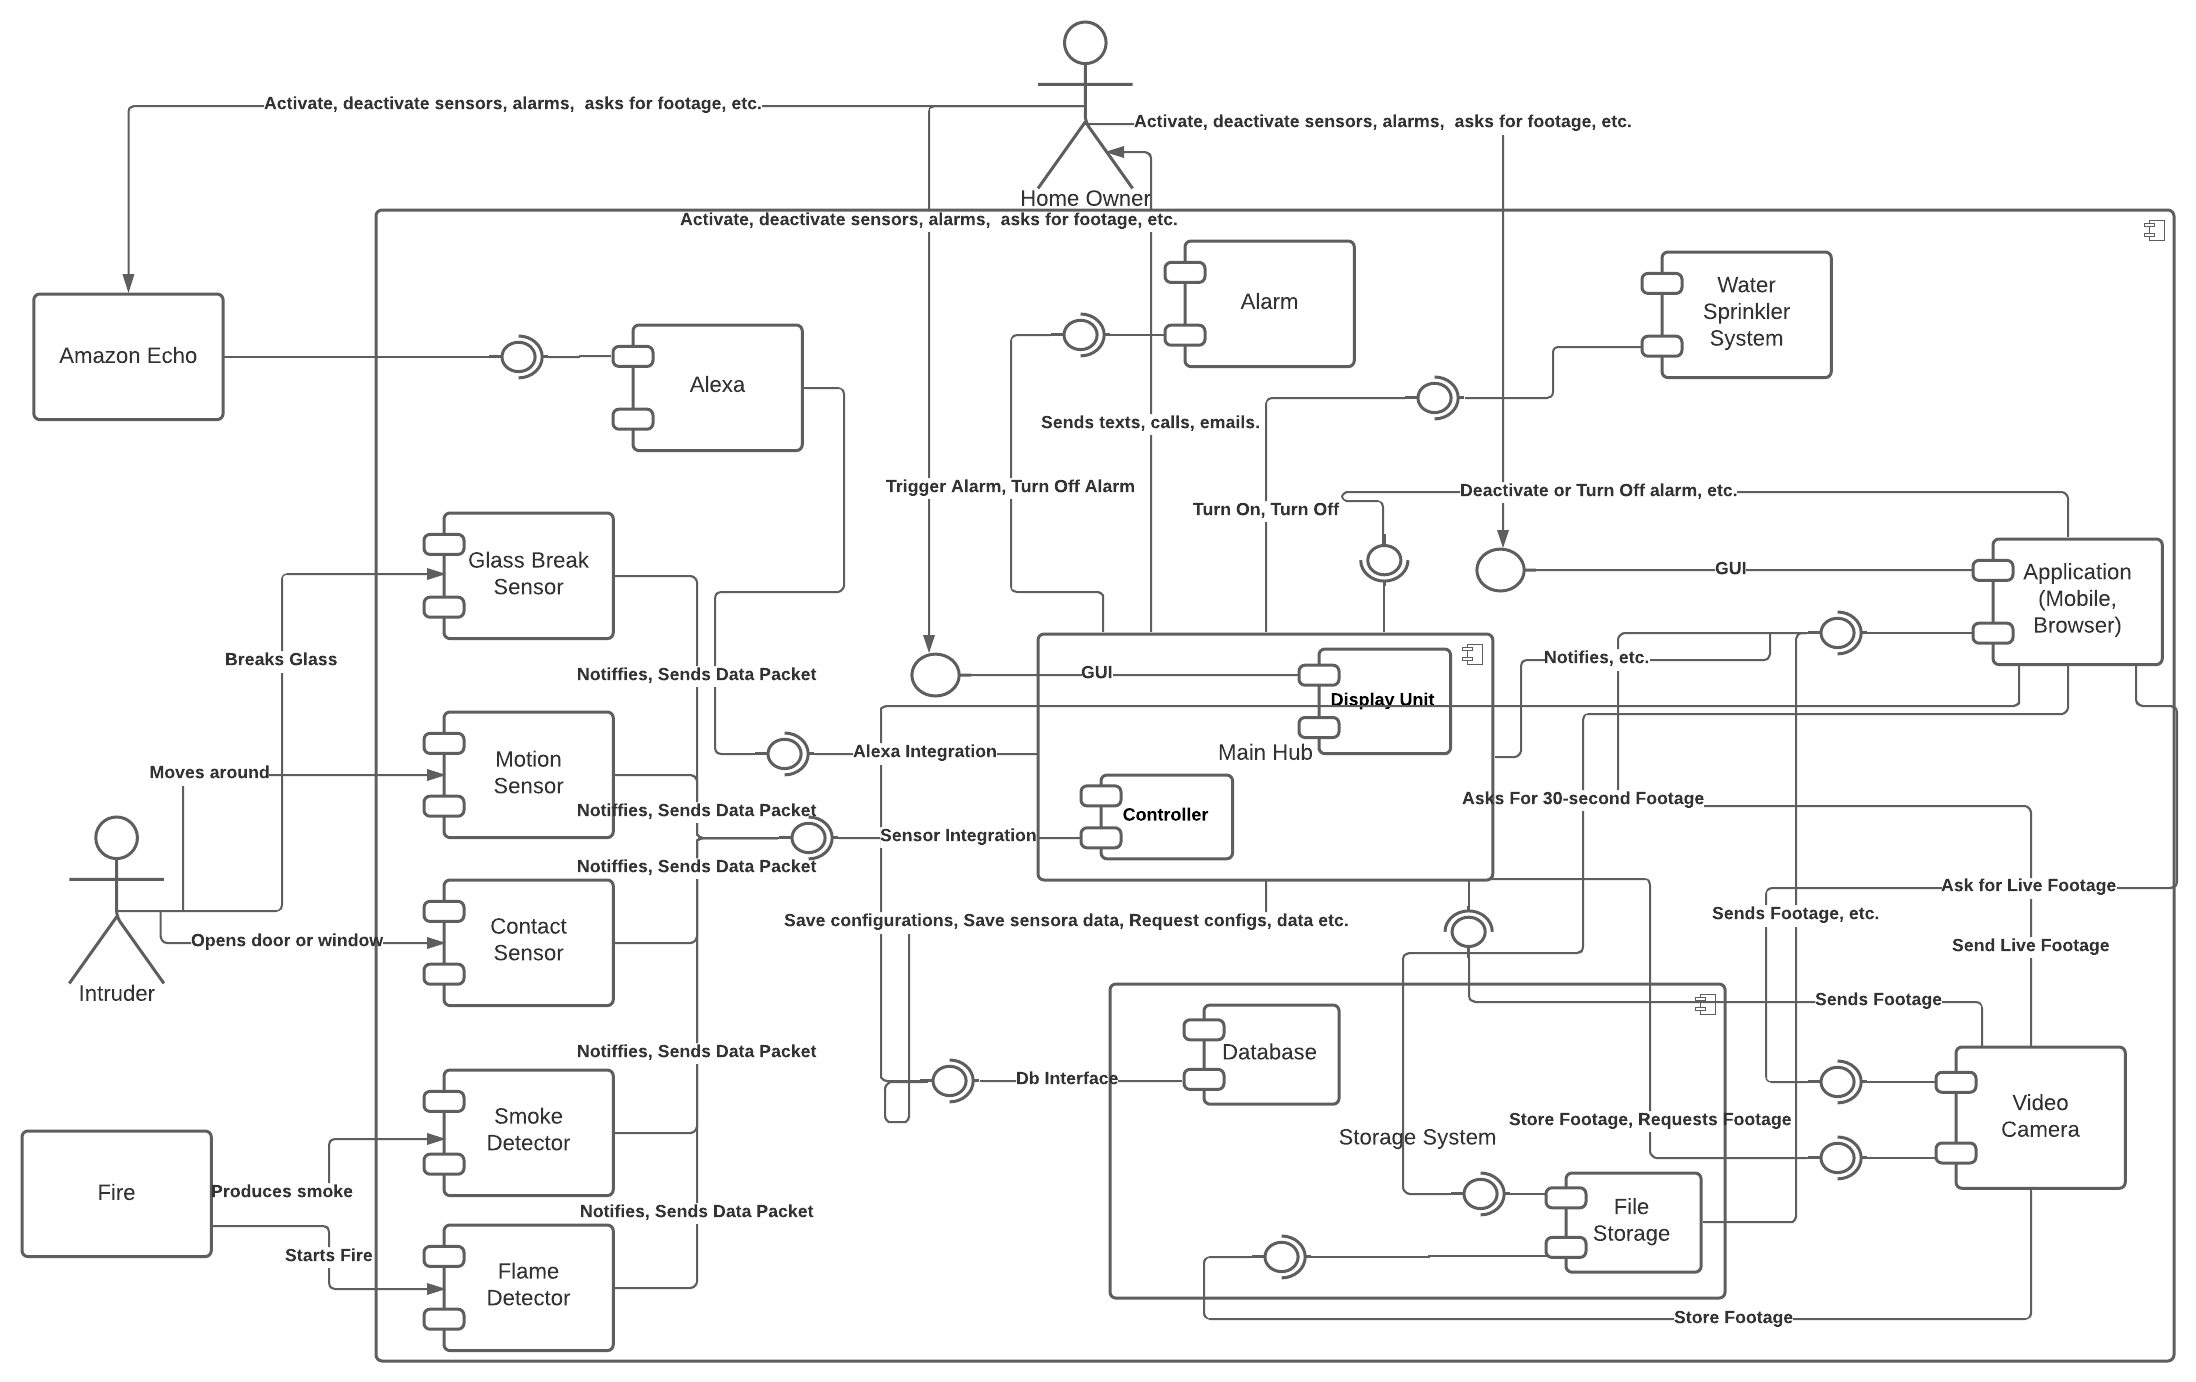 Activate, deactivate sensors, alarms,  asks for footage, etc.
Activate, deactivate sensors, alarms,  asks for footage, etc.
Home Owner
Activate, deactivate sensors, alarms,  asks for footage, etc.
Alarm
Water
Sprinkler
System
Amazon Echo
Alexa
Sends texts, calls, emails.
Trigger Alarm, Turn Off Alarm
Turn On, Turn Off
Deactivate or Turn Off alarm, etc.
Glass Break
Sensor
GUI
Application
(Mobile,
Browser)
Breaks Glass
Notiffies, Sends Data Packet
GUI
Display Unit
Notifies, etc.
Motion
Sensor
Moves around
Alexa Integration
Main Hub
Asks For 30-second Footage
Notiffies, Sends Data Packet
Controller
Sensor Integration
Notiffies, Sends Data Packet
Ask for Live Footage
Contact
Sensor
Opens door or window
Save configurations, Save sensora data, Request configs, data etc.
Sends Footage, etc.
Send Live Footage
Intruder
Sends Footage
Notiffies, Sends Data Packet
Database
Db Interface
Smoke
Detector
Storage System
Store Footage, Requests Footage
Video
Camera
Fire
Produces smoke
Notifies, Sends Data Packet
File
Storage
Starts Fire
Flame
Detector
Store Footage